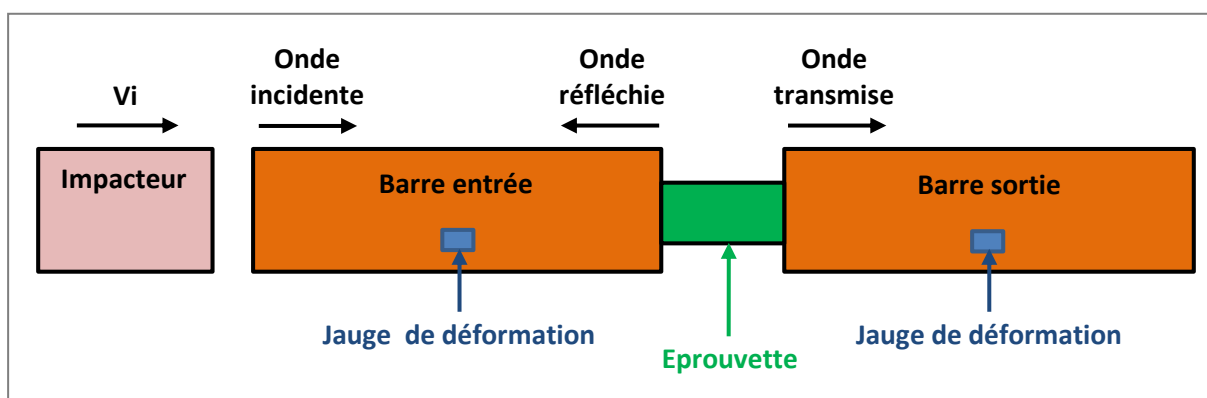 Vi
Onde
incidente
Onde
réfléchie
Onde
transmise
Impacteur
Barre entrée
Barre sortie
Jauge de déformation
Eprouvette
Jauge de déformation